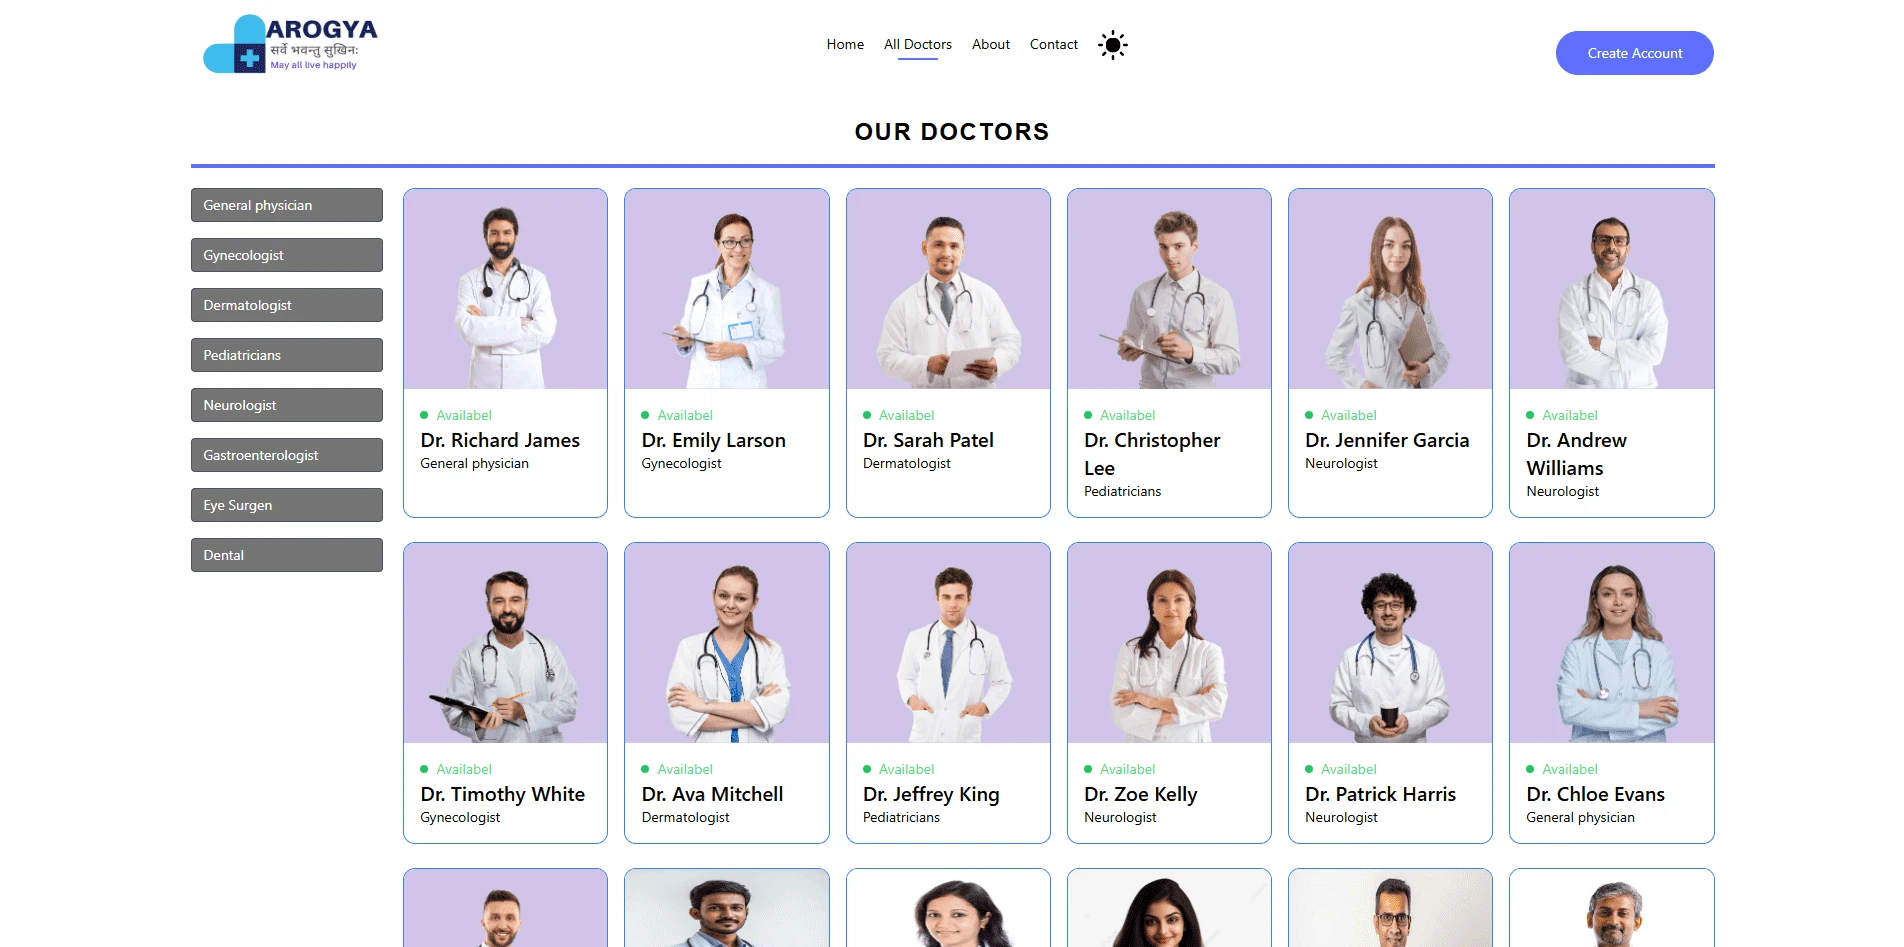 AROGYA
सर्वे भवन्तु सुखिन:
May all live happily
Home
All Doctors
About
Contact
Create Account
OUR DOCTORS
General physician
Gynecologist
Dermatologist
Pediatricians
Neurologist
Gastroenterologist
Eye Surgen
Dental
Availabel
Dr. Richard James
General physician
Availabel
Dr. Emily Larson
Gynecologist
Availabel
Dr. Sarah Patel
Dermatologist
Availabel
Dr. Christopher
Lee
Pediatricians
Availabel
Dr. Jennifer Garcia
Neurologist
Availabel
Dr. Andrew
Williams
Neurologist
Availabel
Dr. Timothy White
Gynecologist
Availabel
Dr. Ava Mitchell
Dermatologist
Availabel
Dr. Jeffrey King
Pediatricians
Availabel
Dr. Zoe Kelly
Neurologist
Availabel
Dr. Patrick Harris
Neurologist
Availabel
Dr. Chloe Evans
General physician